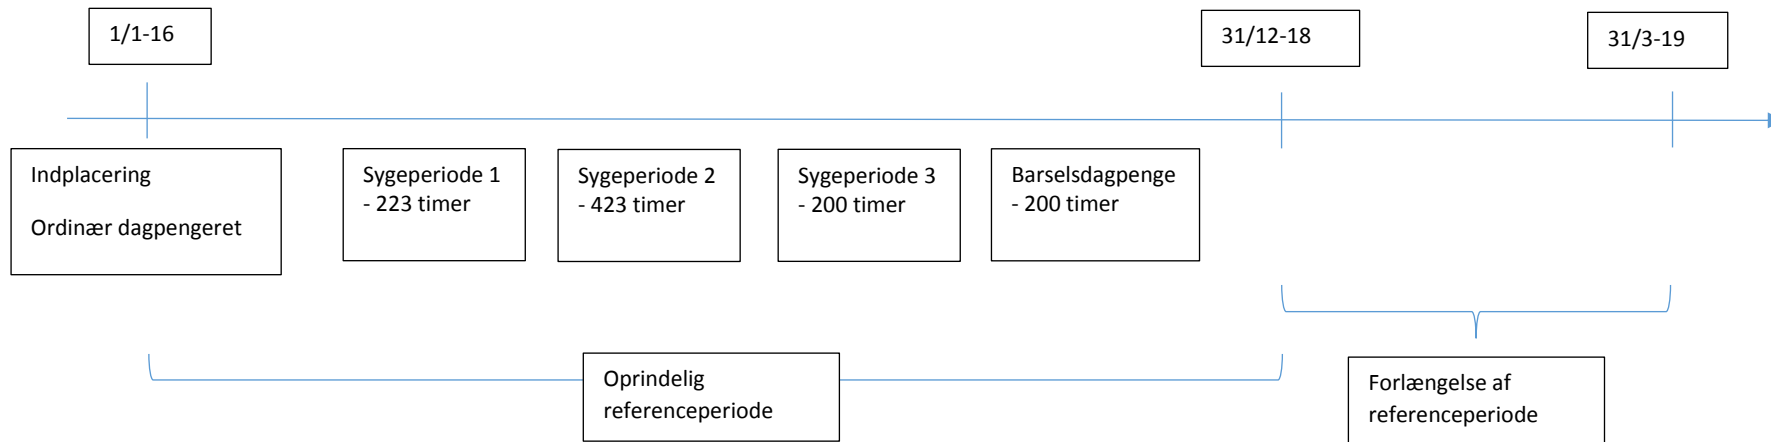 1/1-16
31/12-18
31/3-19
Indplacering
Ordinær dagpengeret
Sygeperiode 1
- 223 timer
Sygeperiode 2
- 423 timer
Sygeperiode 3
- 200 timer
Barselsdagpenge
- 200 timer
Oprindelig
referenceperiode
Forlængelse af
referenceperiode